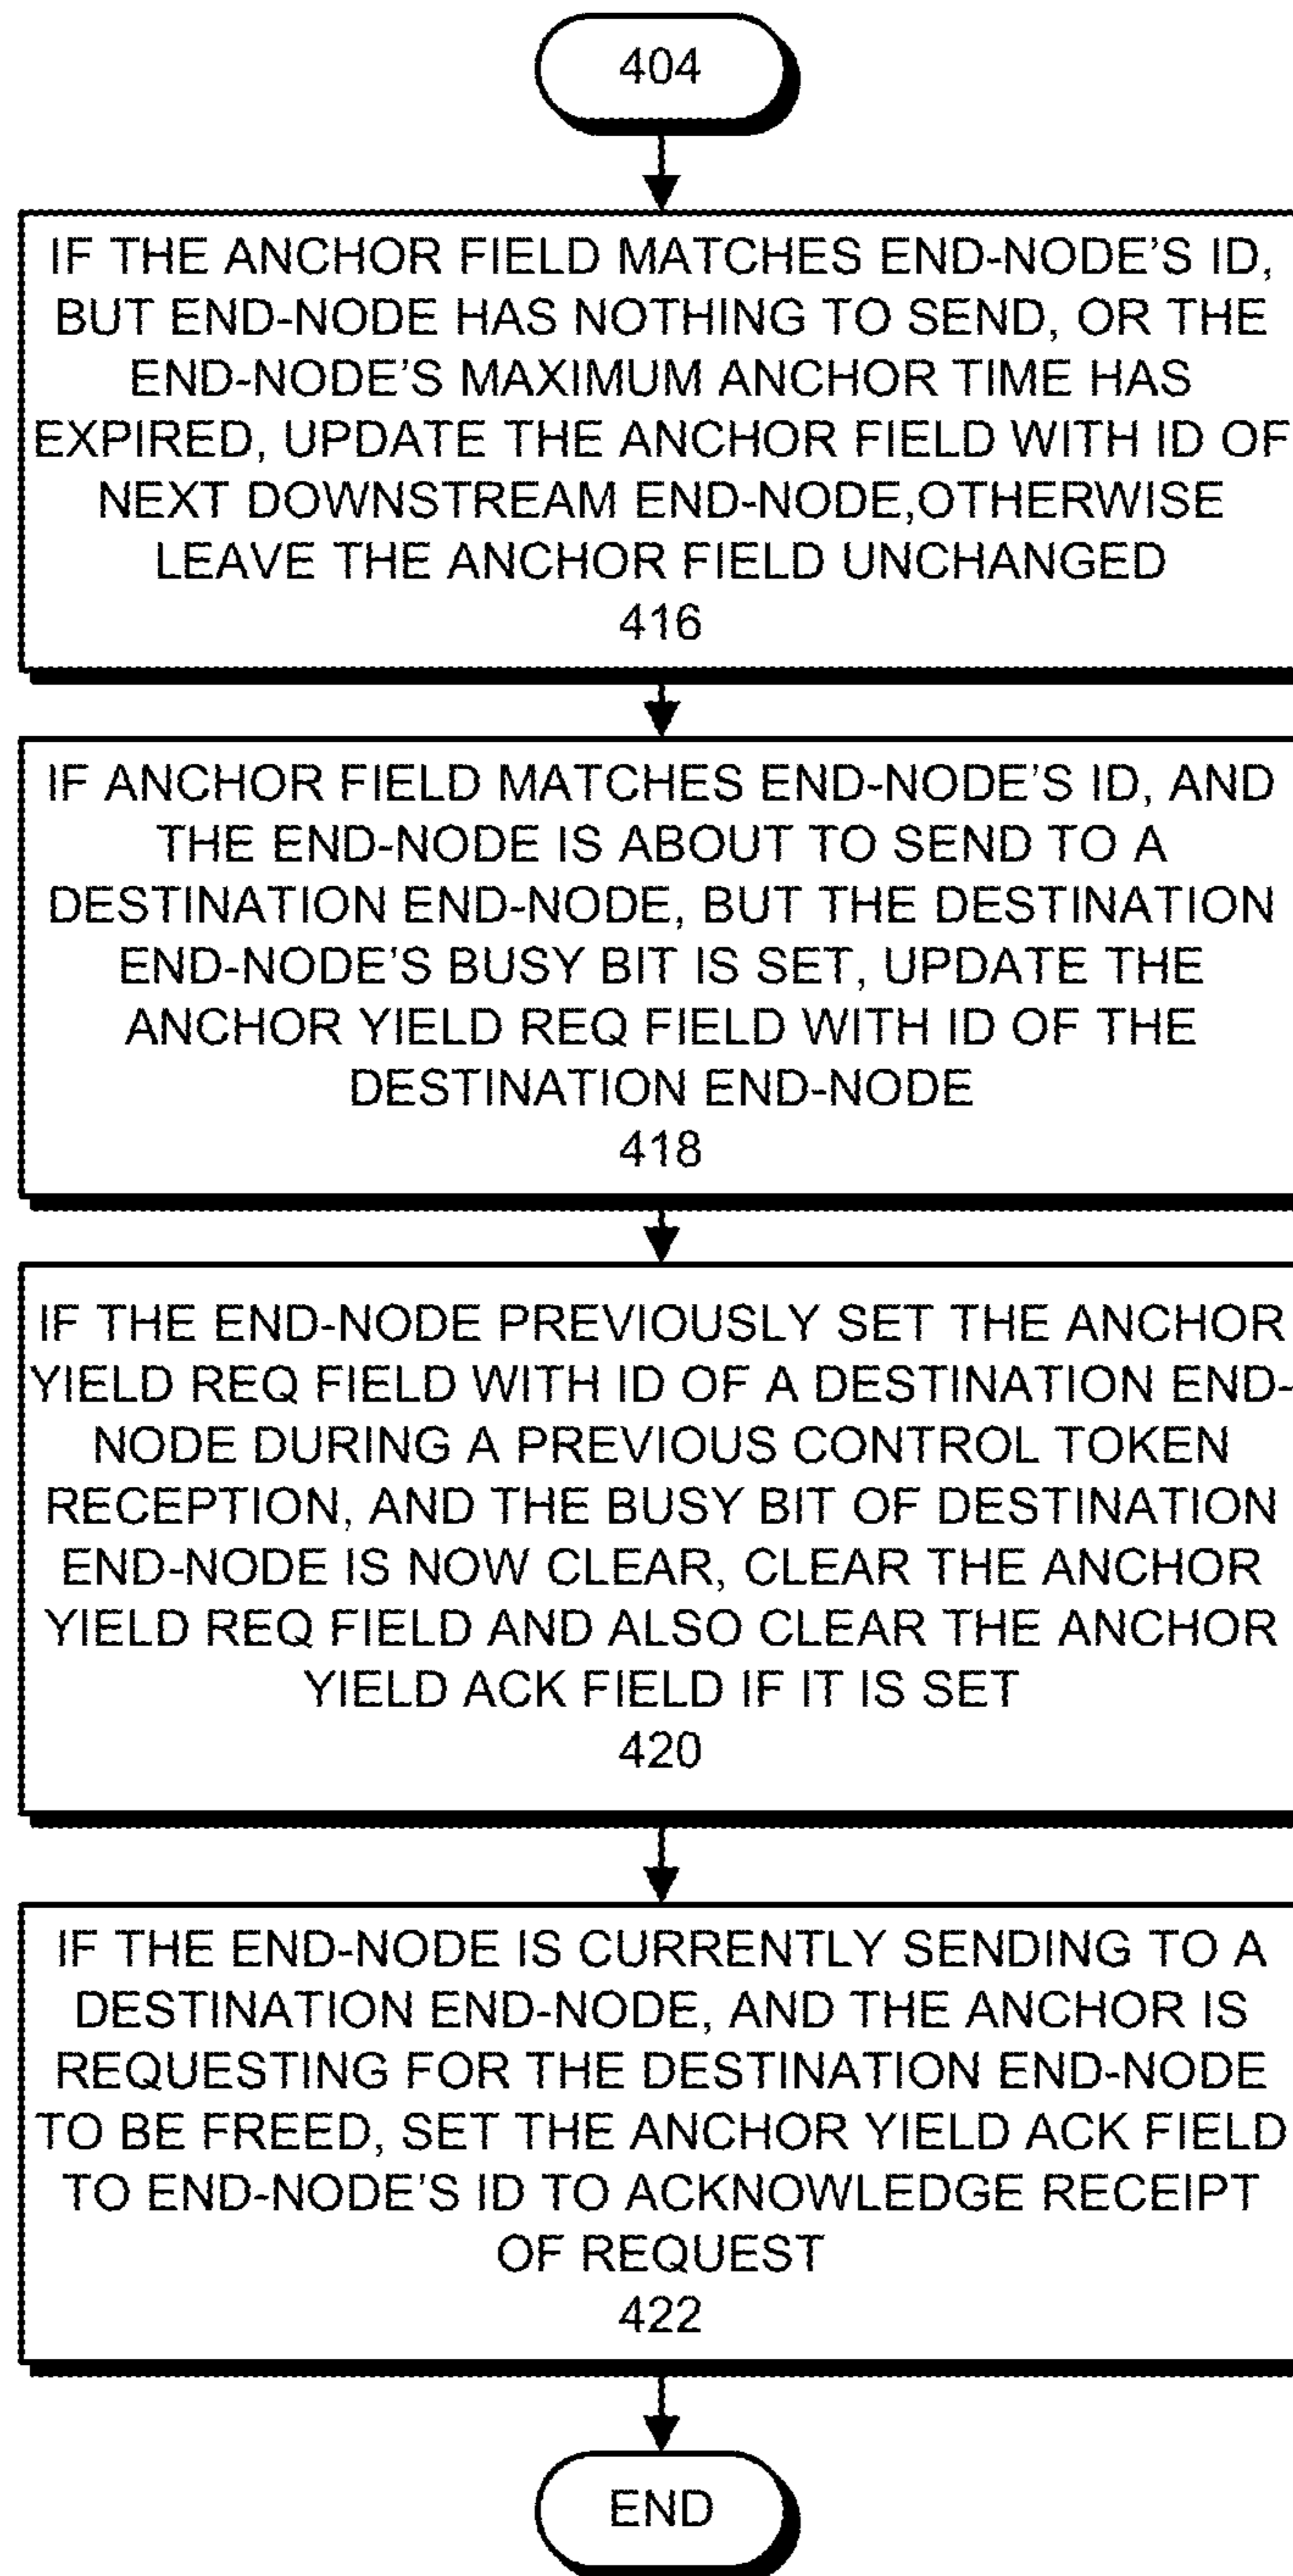 404
IF THE ANCHOR FIELD MATCHES END-NODE'S ID,
BUT END-NODE HAS NOTHING TO SEND, OR THE
END-NODE'S MAXIMUM ANCHOR TIME HAS
EXPIRED, UPDATE THE ANCHOR FIELD WITH ID OF
NEXT DOWNSTREAM END-NODE,OTHERWISE
LEAVE THE ANCHOR FIELD UNCHANGED
416
IF ANCHOR FIELD MATCHES END-NODE'S ID, AND
THE END-NODE IS ABOUT TO SEND TO A
DESTINATION END-NODE, BUT THE DESTINATION
END-NODE'S BUSY BIT IS SET, UPDATE THE
ANCHOR YIELD REQ FIELD WITH ID OF THE
DESTINATION END-NODE
418
IF THE END-NODE PREVIOUSLY SET THE ANCHOR
YIELD REQ FIELD WITH ID OF A DESTINATION END-
NODE DURING A PREVIOUS CONTROL TOKEN
RECEPTION, AND THE BUSY BIT OF DESTINATION
END-NODE IS NOW CLEAR, CLEAR THE ANCHOR
YIELD REQ FIELD AND ALSO CLEAR THE ANCHOR
YIELD ACK FIELD IF IT IS SET
420
IF THE END-NODE IS CURRENTLY SENDING TO A
DESTINATION END-NODE, AND THE ANCHOR IS
REQUESTING FOR THE DESTINATION END-NODE
TO BE FREED, SET THE ANCHOR YIELD ACK FIELD
TO END-NODE'S ID TO ACKNOWLEDGE RECEIPT
OF REQUEST
422
END